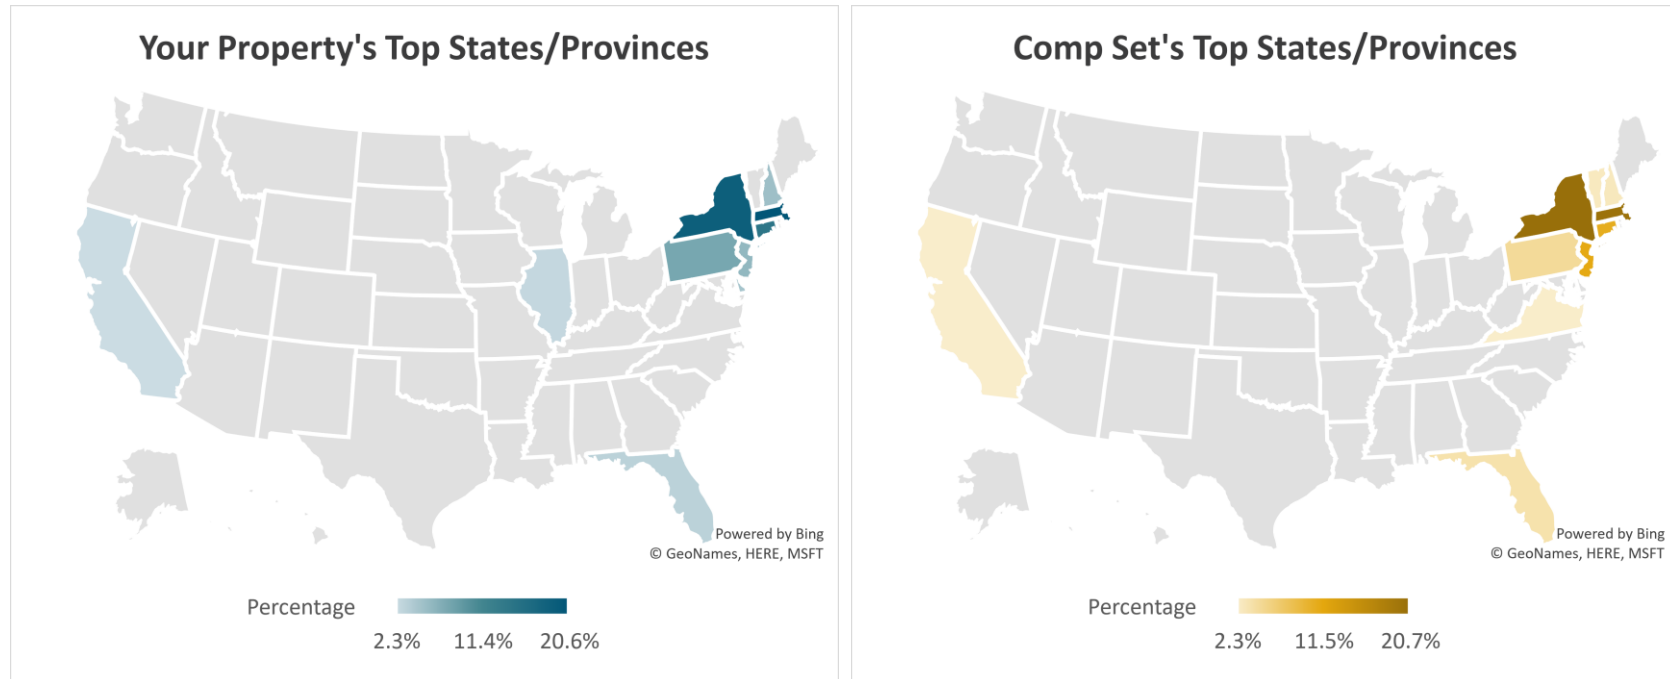 Your Property's Top States/Provinces
Powered by Bing
© GeoNames, HERE, MSFT
Percentage
2.3% 11.4% 20.6%
Comp Set's Top States/Provinces
Powered by Bing
© GeoNames, HERE, MSFT
Percentage
2.3% 11.5% 20.7%